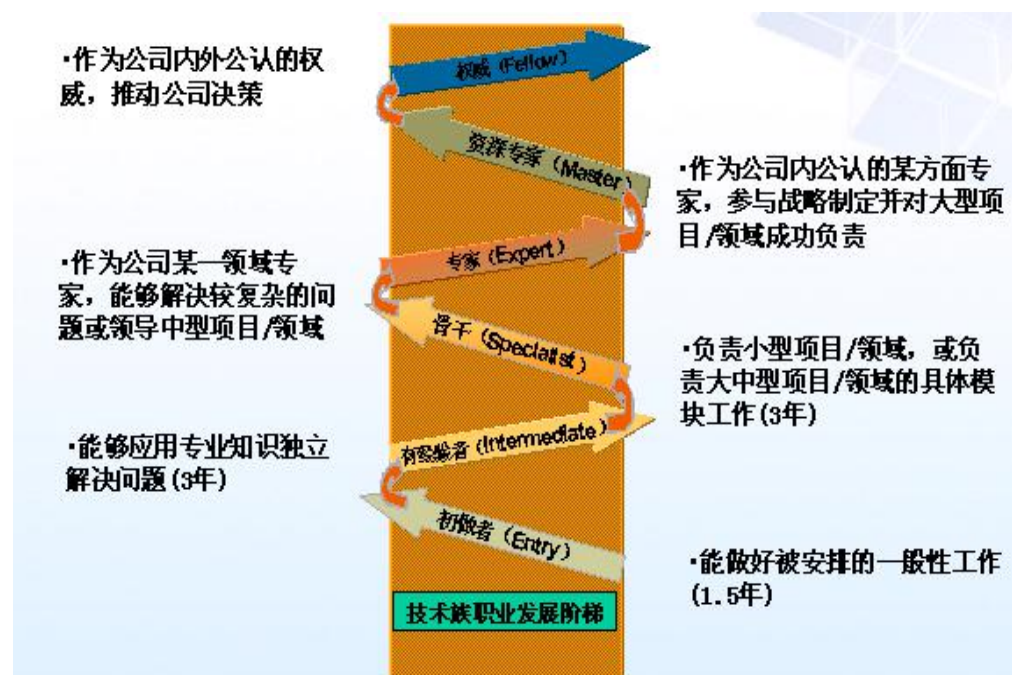 ·作为公司内外公认的权
威，推动公司决策
权威 (Fellow)
资深专家 (Master)
·作为公司内公认的某方面专
家，参与战略制定并对大型项
目/领域成功负责
专家 (Expert)
·作为公司某一领域专
家，能够解决较复杂的问
题或领导中型项目/领域
骨干 (Specialist)
·负责小型项目/领域，或负
责大中型项目/领域的具体模
块工作(3年)
有经验者 (Intermediate)
·能够应用专业知识独立
解决问题(3年)
初做者 (Entry)
·能做好被安排的一般性工作
(1.5年)
技术族职业发展阶梯